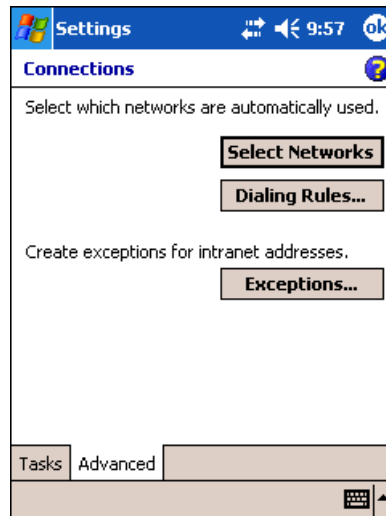 Settings 9:57 ok
Connections ?
Select which networks are automatically used.
Select Networks
Dialing Rules...
Create exceptions for intranet addresses.
Exceptions...
Tasks Advanced